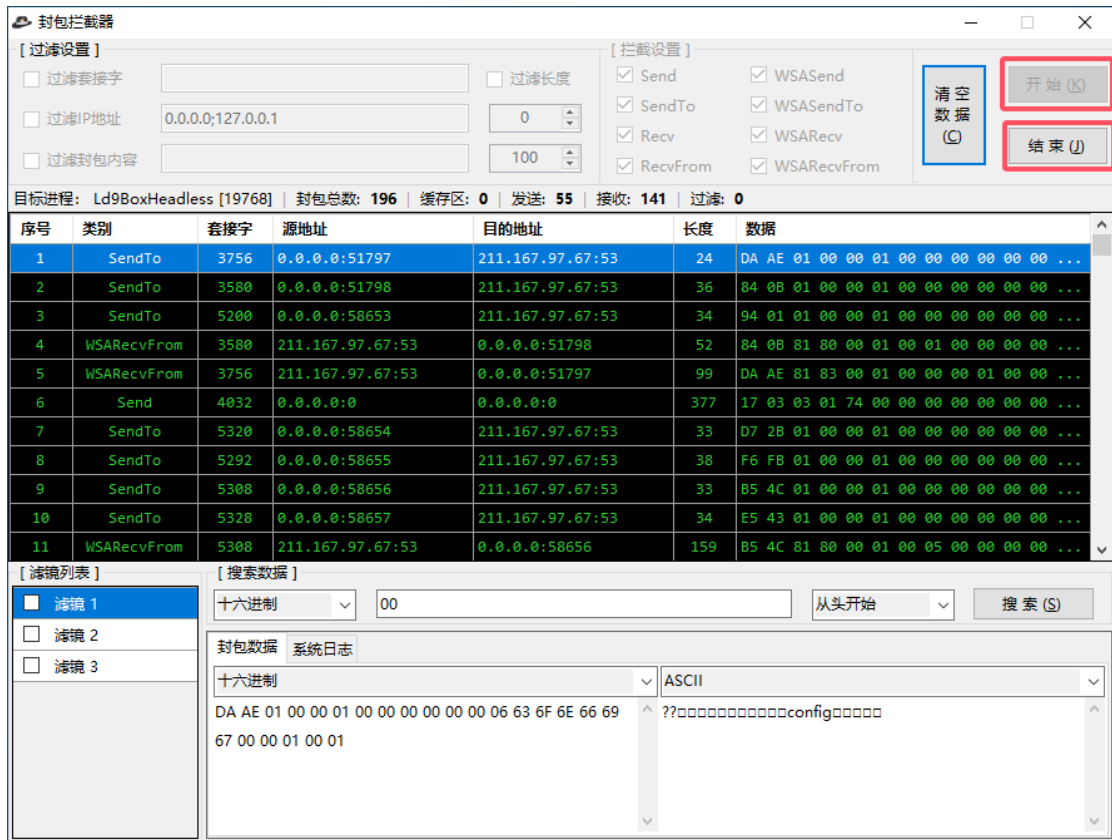 封包拦截器
[ 过滤设置 ]
过滤套接字
过滤长度
过滤IP地址 0.0.0.0;127.0.0.1 0
过滤封包内容 100
[ 拦截设置 ]
Send WSASend
SendTo WSASendTo
Recv WSARecv
RecvFrom WSARecvFrom
清 空
数 据
(C)
开 始 (K)
结 束 (J)
目标进程: Ld9BoxHeadless [19768] | 封包总数: 196 | 缓存区: 0 | 发送: 55 | 接收: 141 | 过滤: 0
序号 类别 套接字 源地址 目的地址 长度 数据
1 SendTo 3756 0.0.0.0:51797 211.167.97.67:53 24 DA AE 01 00 00 01 00 00 00 00 00 00 ...
2 SendTo 3580 0.0.0.0:51798 211.167.97.67:53 36 84 0B 01 00 00 01 00 00 00 00 00 00 ...
3 SendTo 5200 0.0.0.0:58653 211.167.97.67:53 34 94 01 01 00 00 01 00 00 00 00 00 00 ...
4 WSARecvFrom 3580 211.167.97.67:53 0.0.0.0:51798 52 84 0B 81 80 00 01 00 01 00 00 00 00 ...
5 WSARecvFrom 3756 211.167.97.67:53 0.0.0.0:51797 99 DA AE 81 83 00 01 00 00 00 01 00 00 ...
6 Send 4032 0.0.0.0:0 0.0.0.0:0 377 17 03 03 01 74 00 00 00 00 00 00 00 ...
7 SendTo 5320 0.0.0.0:58654 211.167.97.67:53 33 D7 2B 01 00 00 01 00 00 00 00 00 00 ...
8 SendTo 5292 0.0.0.0:58655 211.167.97.67:53 38 F6 FB 01 00 00 01 00 00 00 00 00 00 ...
9 SendTo 5308 0.0.0.0:58656 211.167.97.67:53 33 B5 4C 01 00 00 01 00 00 00 00 00 00 ...
10 SendTo 5328 0.0.0.0:58657 211.167.97.67:53 34 E5 43 01 00 00 01 00 00 00 00 00 00 ...
11 WSARecvFrom 5308 211.167.97.67:53 0.0.0.0:58656 159 B5 4C 81 80 00 01 00 05 00 00 00 00 ...
[ 滤镜列表 ]
滤镜 1
滤镜 2
滤镜 3
[ 搜索数据 ]
十六进制 00 从头开始 搜 索 (S)
封包数据 系统日志
十六进制 ASCII
DA AE 01 00 00 01 00 00 00 00 00 00 06 63 6F 6E 66 69
67 00 00 01 00 01
??□□□□□□□□□□□config□□□□□